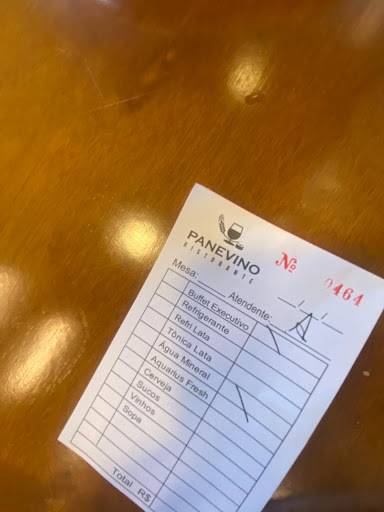 PANEVINO
RISTORANTE
Nº 0464
Mesa: Atendente: A
Buffet Executivo \
Refrigerante
Refri Lata
Tônica Lata
Água Mineral \
Aquarius Fresh
Cerveja
Sucos
Vinhos
Sopa
Total R$